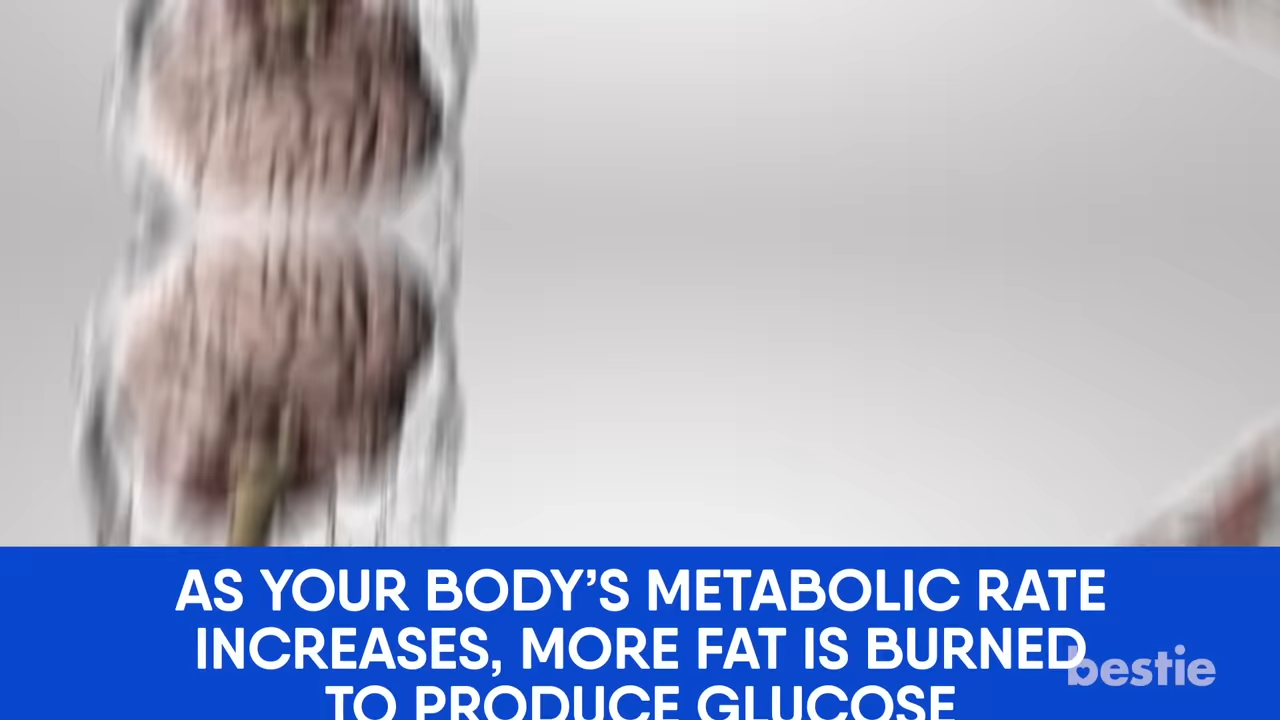 AS YOUR BODY’S METABOLIC RATE
INCREASES, MORE FAT IS BURNED
TO PRODUCE GLUCOSE
bestie